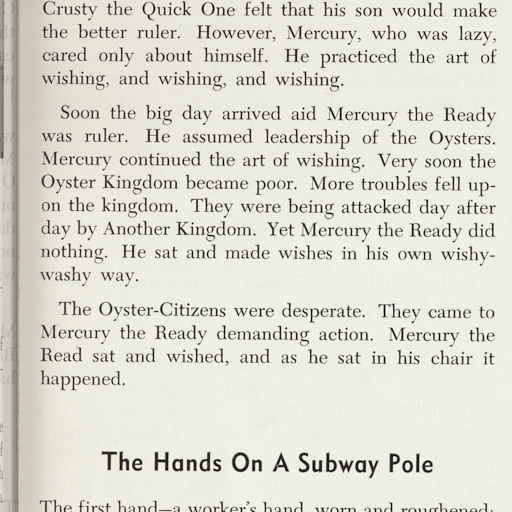 Crusty the Quick One felt that his son would make
the better ruler. However, Mercury, who was lazy,
cared only about himself. He practiced the art of
wishing, and wishing, and wishing.
Soon the big day arrived aid Mercury the Ready
was ruler. He assumed leadership of the Oysters.
Mercury continued the art of wishing. Very soon the
Oyster Kingdom became poor. More troubles fell up-
on the kingdom. They were being attacked day after
day by Another Kingdom. Yet Mercury the Ready did
nothing. He sat and made wishes in his own wishy-
washy way.
The Oyster-Citizens were desperate. They came to
Mercury the Ready demanding action. Mercury the
Read sat and wished, and as he sat in his chair it
happened.
The Hands On A Subway Pole
The first hand—a worker's hand, worn and roughened;